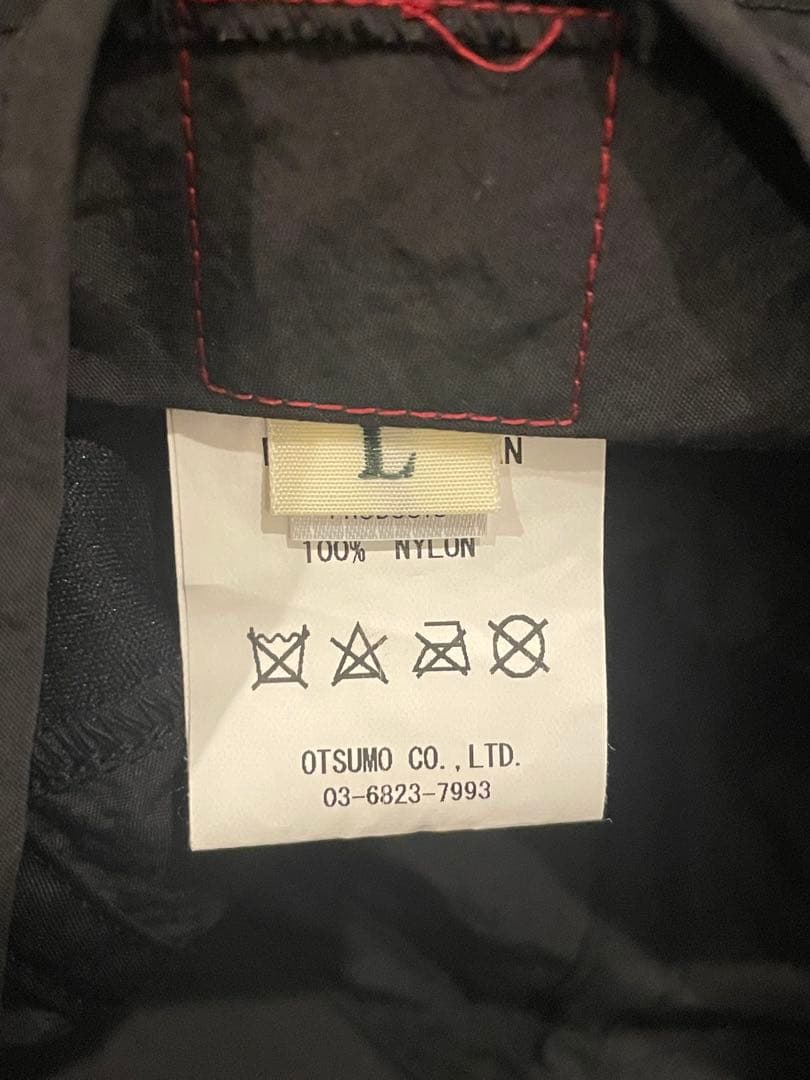 L
100% NYLON
OTSUMO CO.,LTD.
03-6823-7993